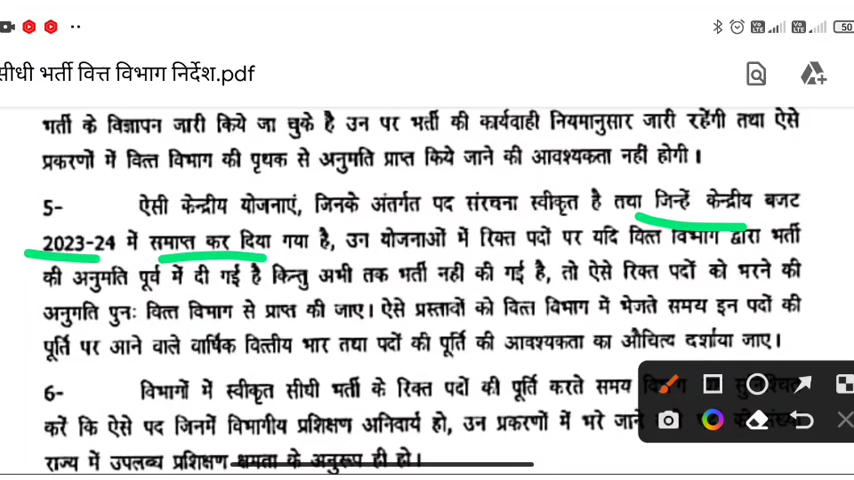 50
सीधी भर्ती वित्त विभाग निर्देश.pdf
भर्ती के विज्ञापन जारी किये जा चुके है उन पर भर्ती की कार्यवाही नियमानुसार जारी रहेंगी तथा ऐसे
प्रकरणों में वित्त विभाग की पृथक से अनुमति प्राप्त किये जाने की आवश्यकता नहीं होगी।
5- ऐसी केन्द्रीय योजनाएं, जिनके अंतर्गत पद संरचना स्वीकृत है तथा जिन्हें केन्द्रीय बजट
2023-24 में समाप्त कर दिया गया है, उन योजनाओं में रिक्त पदों पर यदि वित्त विभाग द्वारा भर्ती
की अनुमति पूर्व में दी गई है किन्तु अभी तक भर्ती नही की गई है, तो ऐसे रिक्त पदों को भरने की
अनुमति पुनः वित्त विभाग से प्राप्त की जाए। ऐसे प्रस्तावों को वित्त विभाग में भेजते समय इन पदों की
पूर्ति पर आने वाले वार्षिक वित्तीय भार तथा पदों की पूर्ति की आवश्यकता का औचित्य दर्शाया जाए।
6- विभागों में स्वीकृत सीधी भर्ती के रिक्त पदों की पूर्ति करते समय
करें कि ऐसे पद जिनमें विभागीय प्रशिक्षण अनिवार्य हो, उन प्रकरणों में भरे जाने
राज्य में उपलब्ध प्रशिक्षण क्षमता के अनुरूप ही हो।